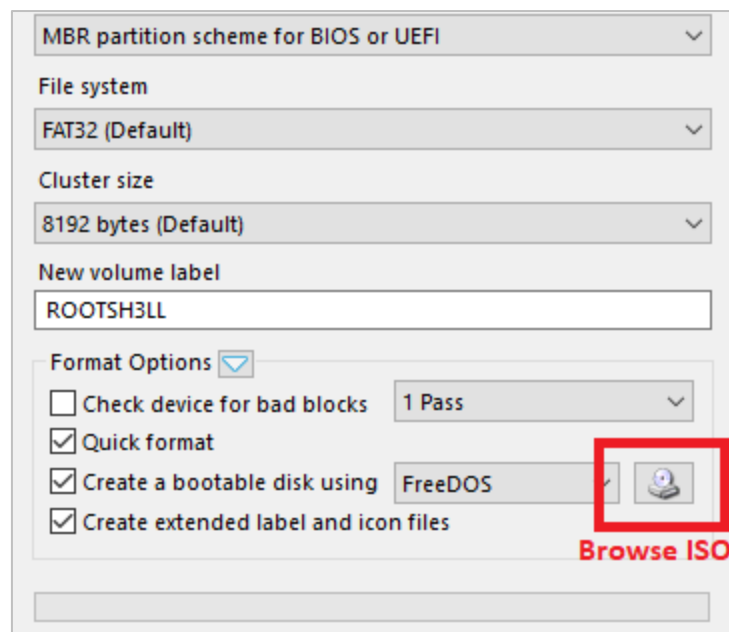 MBR partition scheme for BIOS or UEFI
File system
FAT32 (Default)
Cluster size
8192 bytes (Default)
New volume label
ROOTSH3LL
Format Options
Check device for bad blocks 1 Pass
Quick format
Create a bootable disk using FreeDOS
Create extended label and icon files
Browse ISO